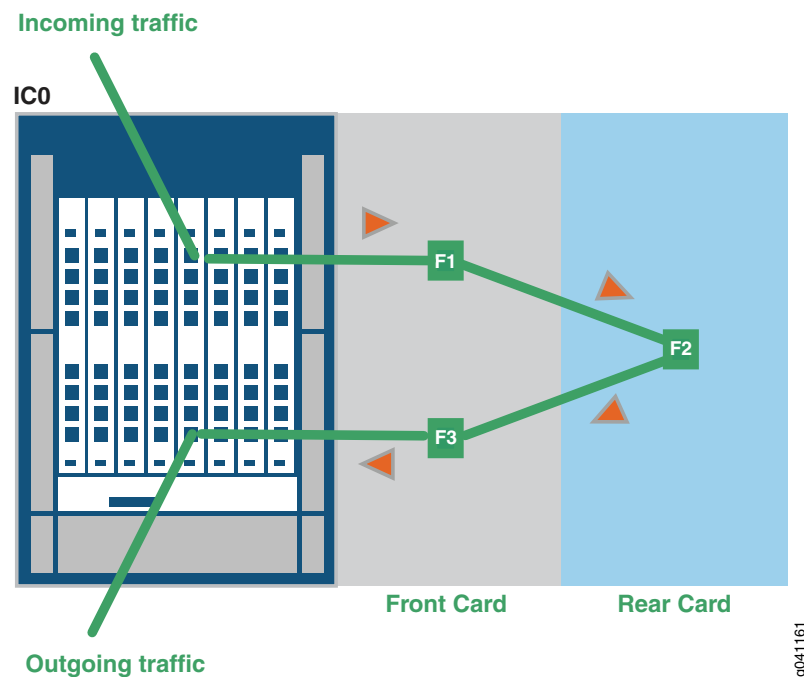 Incoming traffic
IC0
F1
F2
F3
Front Card
Rear Card
Outgoing traffic
g041161